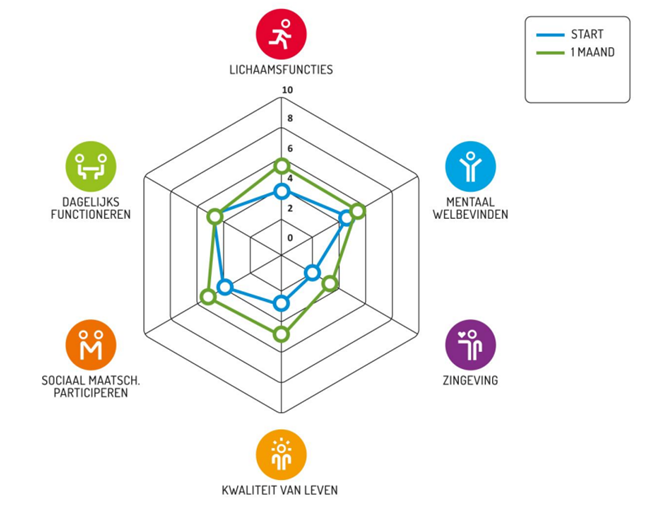 START
1 MAAND
LICHAAMSFUNCTIES
10
8
6
4
2
0
DAGELIJKS
FUNCTIONEREN
MENTAAL
WELBEVINDEN
SOCIAAL MAATSCH.
PARTICIPEREN
ZINGEVING
KWALITEIT VAN LEVEN